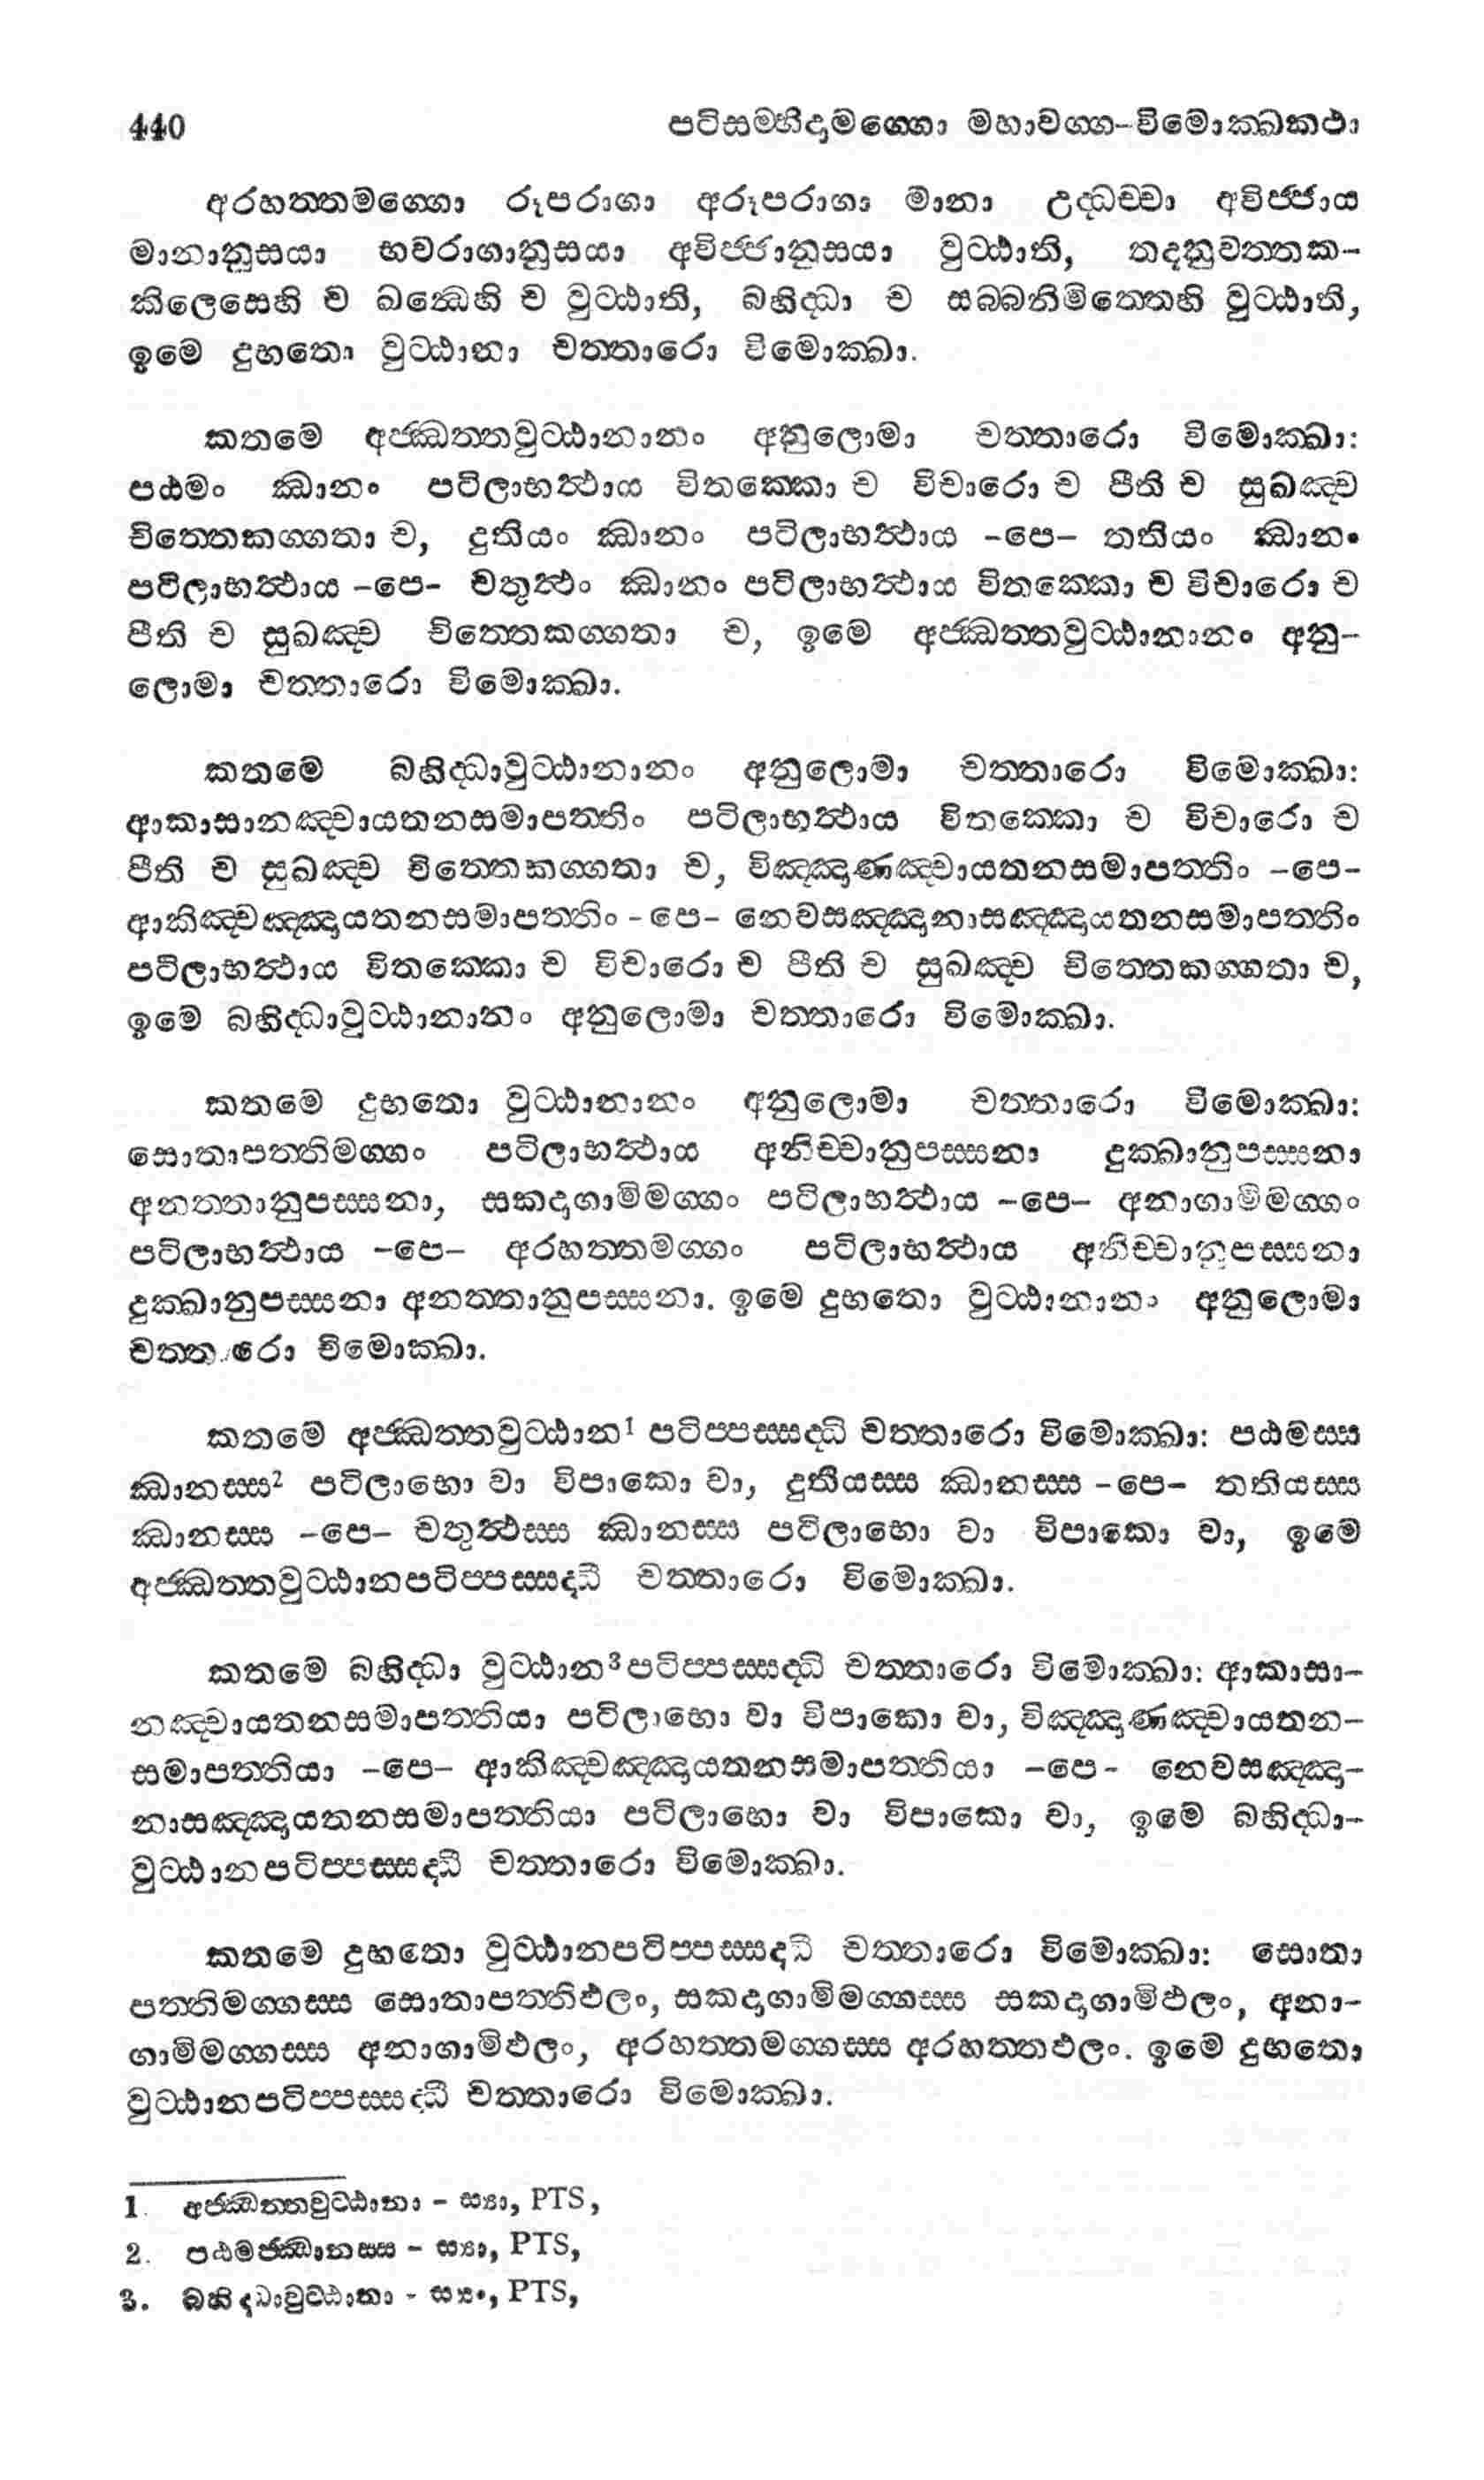 440 පටිසම්භිදාමග්ගො මහාවග්ග-විමොක්ඛකථා
අරහත්තමග්ගො රූපරාගා අරූපරාගා මානා උද්ධච්චා අවිජ්ජාය
මානානුසයා භවරාගානුසයා අවිජ්ජානුසයා වුට්ඨාති, තදනුවත්තක-
කිලෙසෙහි ච ඛන්ධෙහි ච වුට්ඨාති, බහිද්ධා ච සබ්බනිමිත්තෙහි වුට්ඨාති,
ඉමෙ දුභතො වුට්ඨානා චත්තාරො විමොක්ඛා.
කතමෙ අජ්ඣත්තවුට්ඨානානං අනුලොමා චත්තාරො විමොක්ඛා:
පඨමං ඣානං පටිලාභත්ථාය විතක්කො ච විචාරො ච පීති ච සුඛඤ්ච
චිත්තෙකග්ගතා ච, දුතියං ඣානං පටිලාභත්ථාය -පෙ- තතියං ඣානං
පටිලාභත්ථාය -පෙ- චතුත්ථං ඣානං පටිලාභත්ථාය විතක්කො ච විචාරො ච
පීති ච සුඛඤ්ච චිත්තෙකග්ගතා ච, ඉමෙ අජ්ඣත්තවුට්ඨානානං අනු-
ලොමා චත්තාරො විමොක්ඛා.
කතමෙ බහිද්ධාවුට්ඨානානං අනුලොමා චත්තාරො විමොක්ඛා:
ආකාසානඤ්චායතනසමාපත්තිං පටිලාභත්ථාය විතක්කො ච විචාරො ච
පීති ච සුඛඤ්ච චිත්තෙකග්ගතා ච, විඤ්ඤාණඤ්චායතනසමාපත්තිං -පෙ-
ආකිඤ්චඤ්ඤායතනසමාපත්තිං -පෙ- නෙවසඤ්ඤානාසඤ්ඤායතනසමාපත්තිං
පටිලාභත්ථාය විතක්කො ච විචාරො ච පීති ච සුඛඤ්ච චිත්තෙකග්ගතා ච,
ඉමෙ බහිද්ධාවුට්ඨානානං අනුලොමා චත්තාරො විමොක්ඛා.
කතමෙ දුභතො වුට්ඨානානං අනුලොමා චත්තාරො විමොක්ඛා:
සොතාපත්තිමග්ගං පටිලාභත්ථාය අනිච්චානුපස්සනා දුක්ඛානුපස්සනා
අනත්තානුපස්සනා, සකදාගාමිමග්ගං පටිලාභත්ථාය -පෙ- අනාගාමිමග්ගං
පටිලාභත්ථාය -පෙ- අරහත්තමග්ගං පටිලාභත්ථාය අනිච්චානුපස්සනා
දුක්ඛානුපස්සනා අනත්තානුපස්සනා. ඉමෙ දුභතො වුට්ඨානානං අනුලොමා
චත්තාරො විමොක්ඛා.
කතමෙ අජ්ඣත්තවුට්ඨාන¹ පටිප්පස්සද්ධි චත්තාරො විමොක්ඛා: පඨමස්ස
ඣානස්ස² පටිලාභො වා විපාකො වා, දුතියස්ස ඣානස්ස -පෙ- තතියස්ස
ඣානස්ස -පෙ- චතුත්ථස්ස ඣානස්ස පටිලාභො වා විපාකො වා, ඉමෙ
අජ්ඣත්තවුට්ඨානපටිප්පස්සද්ධී චත්තාරො විමොක්ඛා.
කතමෙ බහිද්ධා වුට්ඨාන³පටිප්පස්සද්ධි චත්තාරො විමොක්ඛා: ආකාසා-
නඤ්චායතනසමාපත්තියා පටිලාභො වා විපාකො වා, විඤ්ඤාණඤ්චායතන-
සමාපත්තියා -පෙ- ආකිඤ්චඤ්ඤායතනසමාපත්තියා -පෙ- නෙවසඤ්ඤා-
නාසඤ්ඤායතනසමාපත්තියා පටිලාභො වා විපාකො වා, ඉමෙ බහිද්ධා-
වුට්ඨානපටිප්පස්සද්ධී චත්තාරො විමොක්ඛා.
කතමෙ දුභතො වුට්ඨානපටිප්පස්සද්ධි චත්තාරො විමොක්ඛා: සොතා
පත්තිමග්ගස්ස සොතාපත්තිඵලං, සකදාගාමිමග්ගස්ස සකදාගාමිඵලං, අනා-
ගාමිමග්ගස්ස අනාගාමිඵලං, අරහත්තමග්ගස්ස අරහත්තඵලං. ඉමෙ දුභතො
වුට්ඨානපටිප්පස්සද්ධී චත්තාරො විමොක්ඛා.
1. අජ්ඣත්තවුට්ඨානා - ස්‍යා, PTS,
2. පඨමජ්ඣානස්ස - ස්‍යා, PTS,
3. බහිද්ධාවුට්ඨානා - ස්‍යා, PTS,